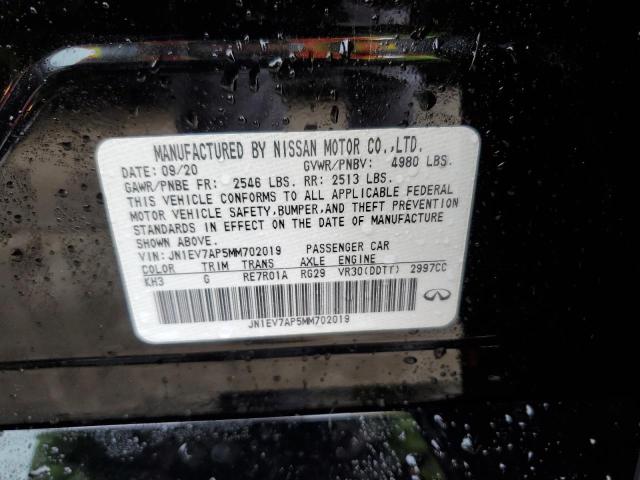 MANUFACTURED BY NISSAN MOTOR CO.,LTD.
DATE: 09/20 GVWR/PNBV: 4980 LBS.
GAWR/PNBE FR: 2546 LBS. RR: 2513 LBS.
THIS VEHICLE CONFORMS TO ALL APPLICABLE FEDERAL
MOTOR VEHICLE SAFETY,BUMPER,AND THEFT PREVENTION
STANDARDS IN EFFECT ON THE DATE OF MANUFACTURE
SHOWN ABOVE.
VIN: JN1EV7AP5MM702019 PASSENGER CAR
COLOR TRIM TRANS AXLE ENGINE
KH3 G RE7R01A RG29 VR30(DDTT) 2997CC
JN1EV7AP5MM702019